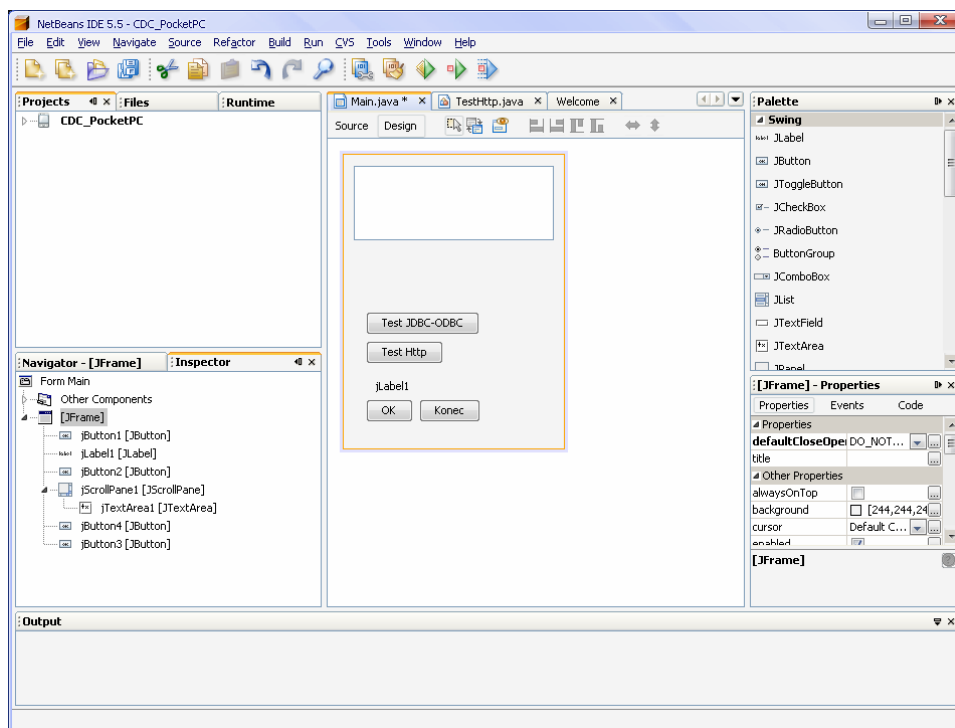 NetBeans IDE 5.5 - CDC_PocketPC
File Edit View Navigate Source Refactor Build Run CVS Tools Window Help
Projects Files Runtime
CDC_PocketPC
Main.java * TestHttp.java Welcome
Source Design
Test JDBC-ODBC
Test Http
jLabel1
OK Konec
Palette
Swing
JLabel
JButton
JToggleButton
JCheckBox
JRadioButton
ButtonGroup
JComboBox
JList
JTextField
JTextArea
JPanel
Navigator - [JFrame] Inspector
Form Main
Other Components
[JFrame]
jButton1 [JButton]
jLabel1 [JLabel]
jButton2 [JButton]
jScrollPane1 [JScrollPane]
jTextArea1 [JTextArea]
jButton4 [JButton]
jButton3 [JButton]
[JFrame] - Properties
Properties Events Code
Properties
defaultCloseOper DO_NOT... ...
title ...
Other Properties
alwaysOnTop ...
background [244,244,24 ...
cursor Default C... ...
enabled
[JFrame]
Output